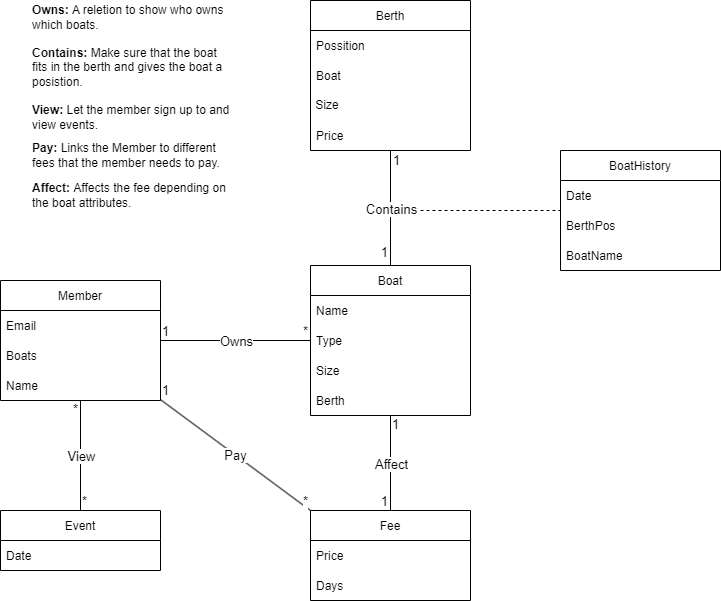 Owns: A reletion to show who owns
which boats.
Contains: Make sure that the boat
fits in the berth and gives the boat a
posistion.
View: Let the member sign up to and
view events.
Pay: Links the Member to different
fees that the member needs to pay.
Affect: Affects the fee depending on
the boat attributes.
Berth
Possition
Boat
Size
Price
1
Contains
1
BoatHistory
Date
BerthPos
BoatName
Boat
Name
Type
Size
Berth
Member
Email
Boats
Name
1
Owns
*
1
Pay
*
*
View
*
1
Affect
1
Event
Date
Fee
Price
Days